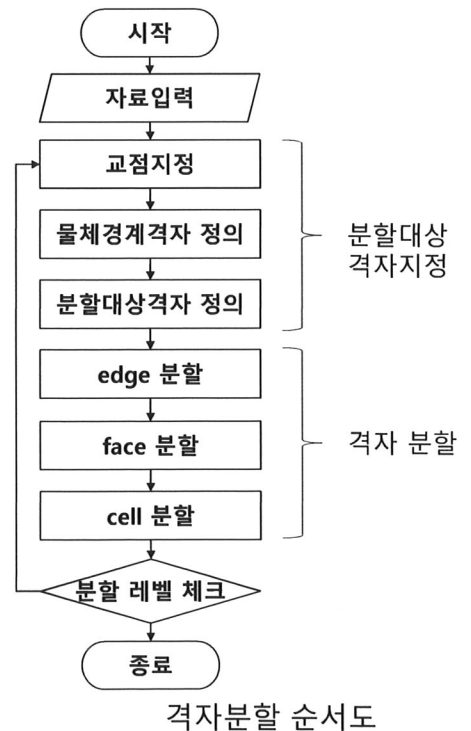 시작
자료입력
교점지정
물체경계격자 정의
분할대상격자 정의
분할대상
격자지정
edge 분할
face 분할
격자 분할
cell 분할
분할 레벨 체크
종료
격자분할 순서도